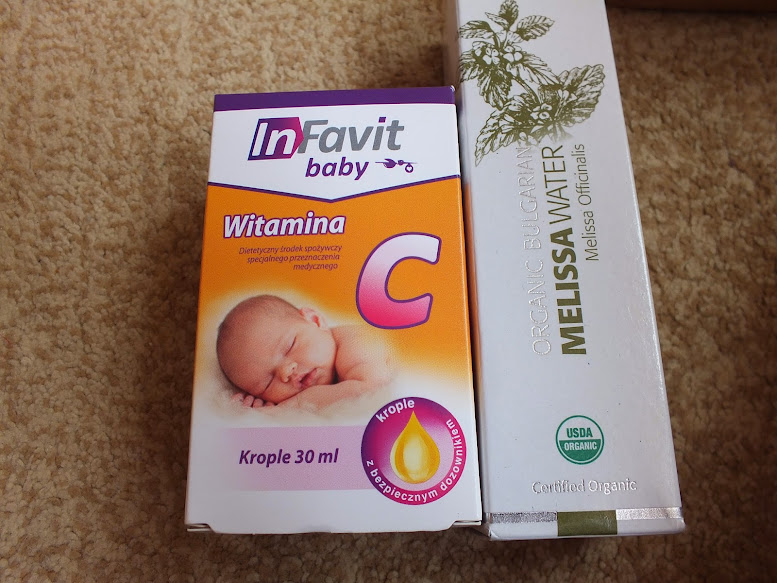 InFavit
baby
Witamina
C
Dietetyczny środek spożywczy
specjalnego przeznaczenia
medycznego
Krople 30 ml
krople
z bezpiecznym dozownikiem
ORGANIC BULGARIAN
MELISSA WATER
Melissa Officinalis
USDA
ORGANIC
Certified Organic